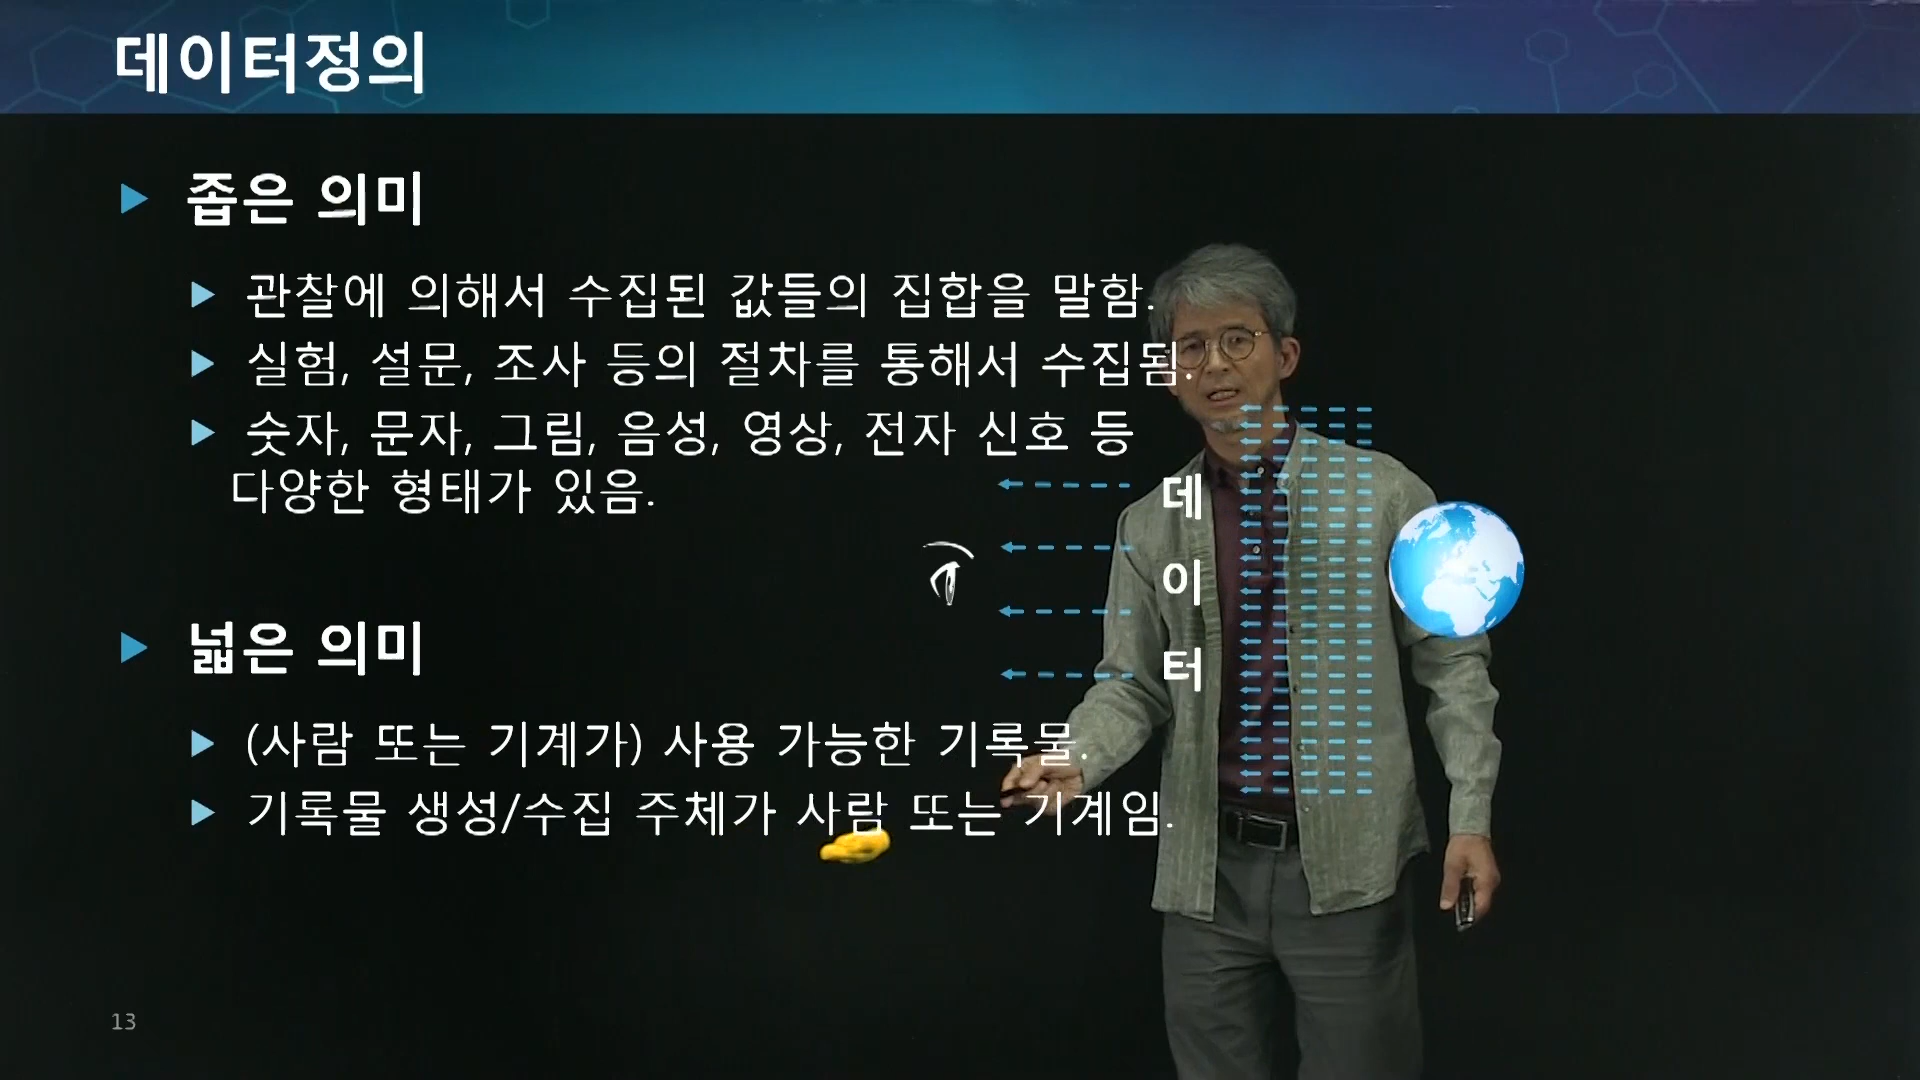 데이터정의
좁은 의미
관찰에 의해서 수집된 값들의 집합을 말함.
실험, 설문, 조사 등의 절차를 통해서 수집됨.
숫자, 문자, 그림, 음성, 영상, 전자 신호 등
다양한 형태가 있음.
데
이
터
넓은 의미
(사람 또는 기계가) 사용 가능한 기록물.
기록물 생성/수집 주체가 사람 또는 기계임.
13